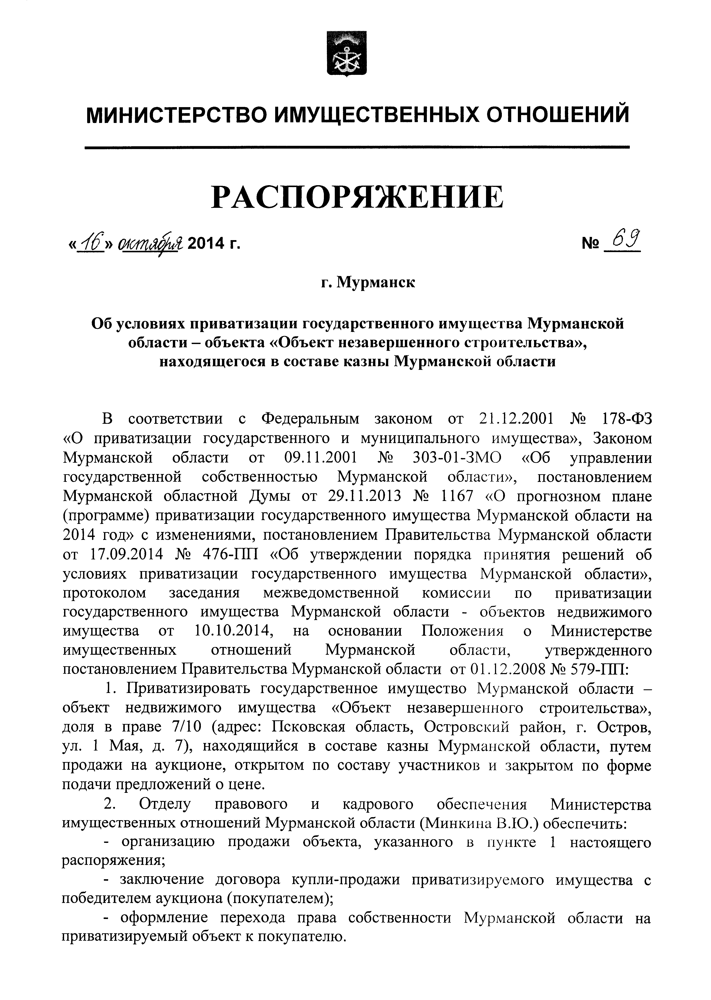 МИНИСТЕРСТВО ИМУЩЕСТВЕННЫХ ОТНОШЕНИЙ
РАСПОРЯЖЕНИЕ
«16» октября 2014 г. № 69
г. Мурманск
Об условиях приватизации государственного имущества Мурманской
области – объекта «Объект незавершенного строительства»,
находящегося в составе казны Мурманской области
В соответствии с Федеральным законом от 21.12.2001 № 178-ФЗ
«О приватизации государственного и муниципального имущества», Законом
Мурманской области от 09.11.2001 № 303-01-ЗМО «Об управлении
государственной собственностью Мурманской области», постановлением
Мурманской областной Думы от 29.11.2013 № 1167 «О прогнозном плане
(программе) приватизации государственного имущества Мурманской области на
2014 год» с изменениями, постановлением Правительства Мурманской области
от 17.09.2014 № 476-ПП «Об утверждении порядка принятия решений об
условиях приватизации государственного имущества Мурманской области»,
протоколом заседания межведомственной комиссии по приватизации
государственного имущества Мурманской области - объектов недвижимого
имущества от 10.10.2014, на основании Положения о Министерстве
имущественных отношений Мурманской области, утвержденного
постановлением Правительства Мурманской области от 01.12.2008 № 579-ПП:
1. Приватизировать государственное имущество Мурманской области –
объект недвижимого имущества «Объект незавершенного строительства»,
доля в праве 7/10 (адрес: Псковская область, Островский район, г. Остров,
ул. 1 Мая, д. 7), находящийся в составе казны Мурманской области, путем
продажи на аукционе, открытом по составу участников и закрытом по форме
подачи предложений о цене.
2. Отделу правового и кадрового обеспечения Министерства
имущественных отношений Мурманской области (Минкина В.Ю.) обеспечить:
- организацию продажи объекта, указанного в пункте 1 настоящего
распоряжения;
- заключение договора купли-продажи приватизируемого имущества с
победителем аукциона (покупателем);
- оформление перехода права собственности Мурманской области на
приватизируемый объект к покупателю.